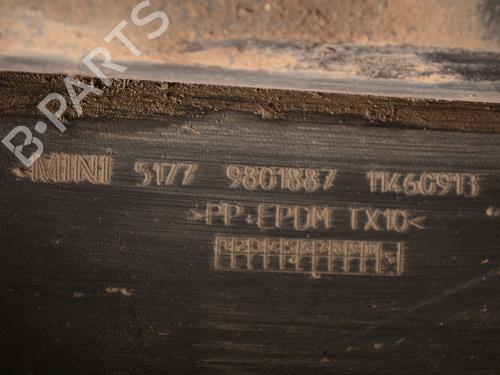 B-PARTS
MINI 5177 9801887 11460913
>PP+EPDM TX10<